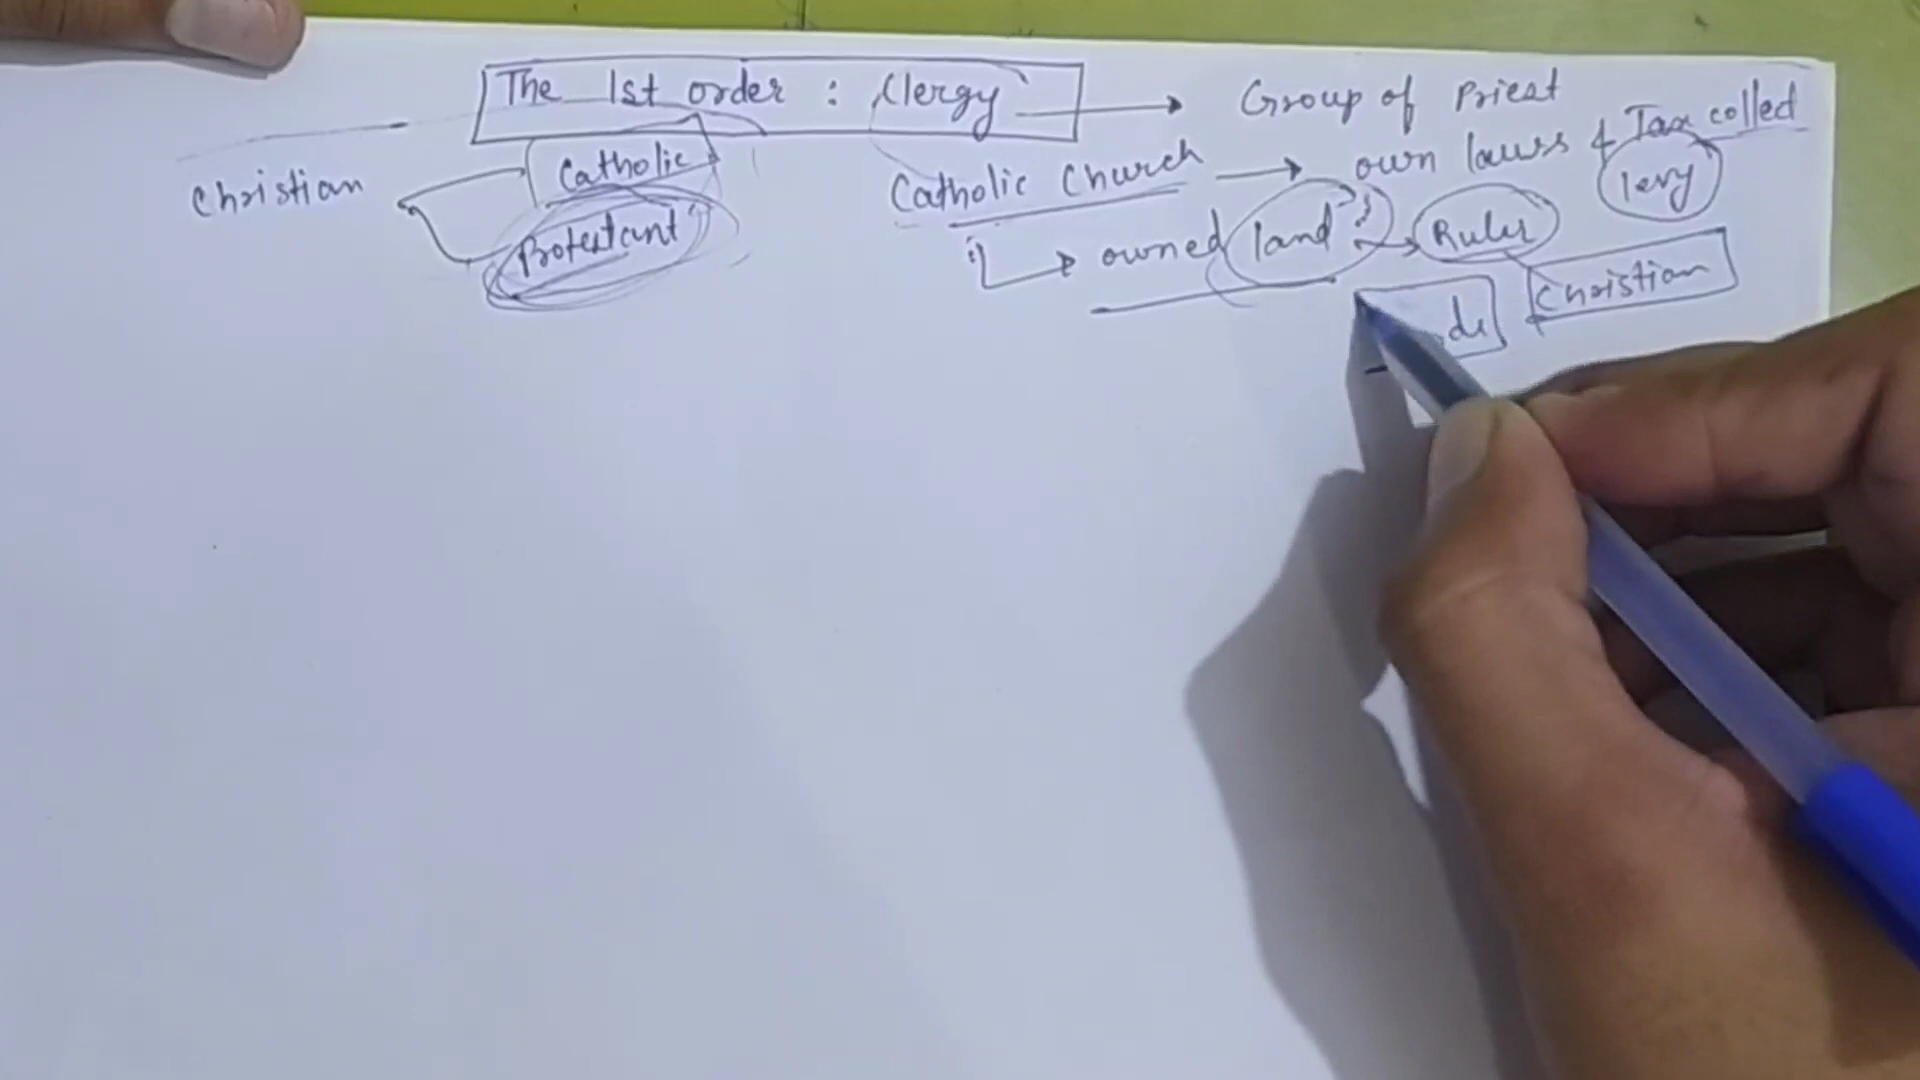 The 1st order : Clergy → Group of Priest
Christian
Catholic
Protestant
Catholic Church → own laws & Tax colled
levy
→ owned land → Ruler
Christian